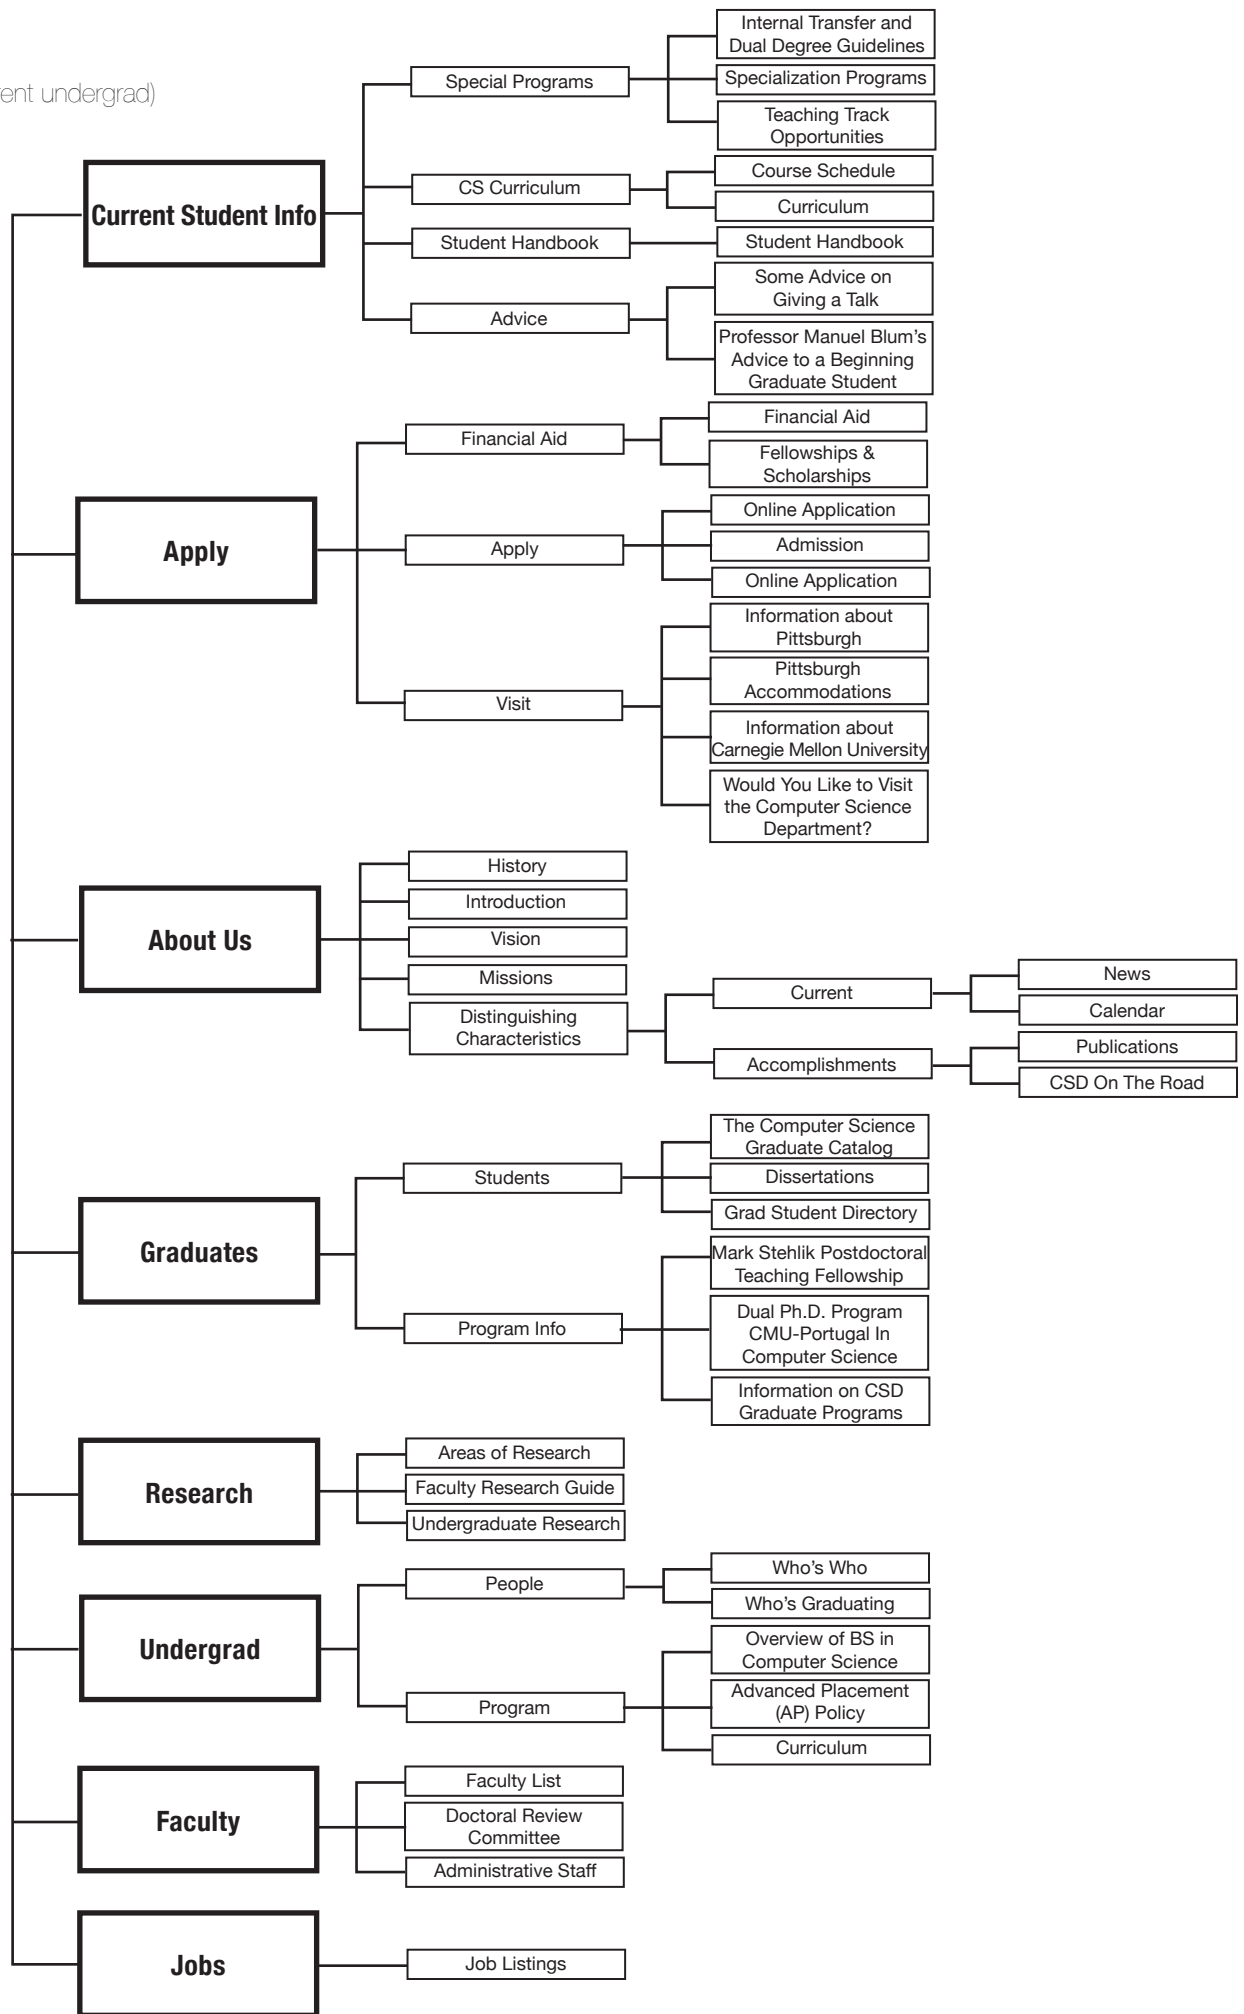 ent undergrad)
Current Student Info
Special Programs
Internal Transfer and
Dual Degree Guidelines
Specialization Programs
Teaching Track
Opportunities
CS Curriculum
Course Schedule
Curriculum
Student Handbook
Student Handbook
Advice
Some Advice on
Giving a Talk
Professor Manuel Blum's
Advice to a Beginning
Graduate Student
Apply
Financial Aid
Financial Aid
Fellowships &
Scholarships
Apply
Online Application
Admission
Online Application
Visit
Information about
Pittsburgh
Pittsburgh
Accommodations
Information about
Carnegie Mellon University
Would You Like to Visit
the Computer Science
Department?
About Us
History
Introduction
Vision
Missions
Distinguishing
Characteristics
Current
News
Calendar
Accomplishments
Publications
CSD On The Road
Graduates
Students
The Computer Science
Graduate Catalog
Dissertations
Grad Student Directory
Program Info
Mark Stehlik Postdoctoral
Teaching Fellowship
Dual Ph.D. Program
CMU-Portugal In
Computer Science
Information on CSD
Graduate Programs
Research
Areas of Research
Faculty Research Guide
Undergraduate Research
Undergrad
People
Who's Who
Who's Graduating
Program
Overview of BS in
Computer Science
Advanced Placement
(AP) Policy
Curriculum
Faculty
Faculty List
Doctoral Review
Committee
Administrative Staff
Jobs
Job Listings